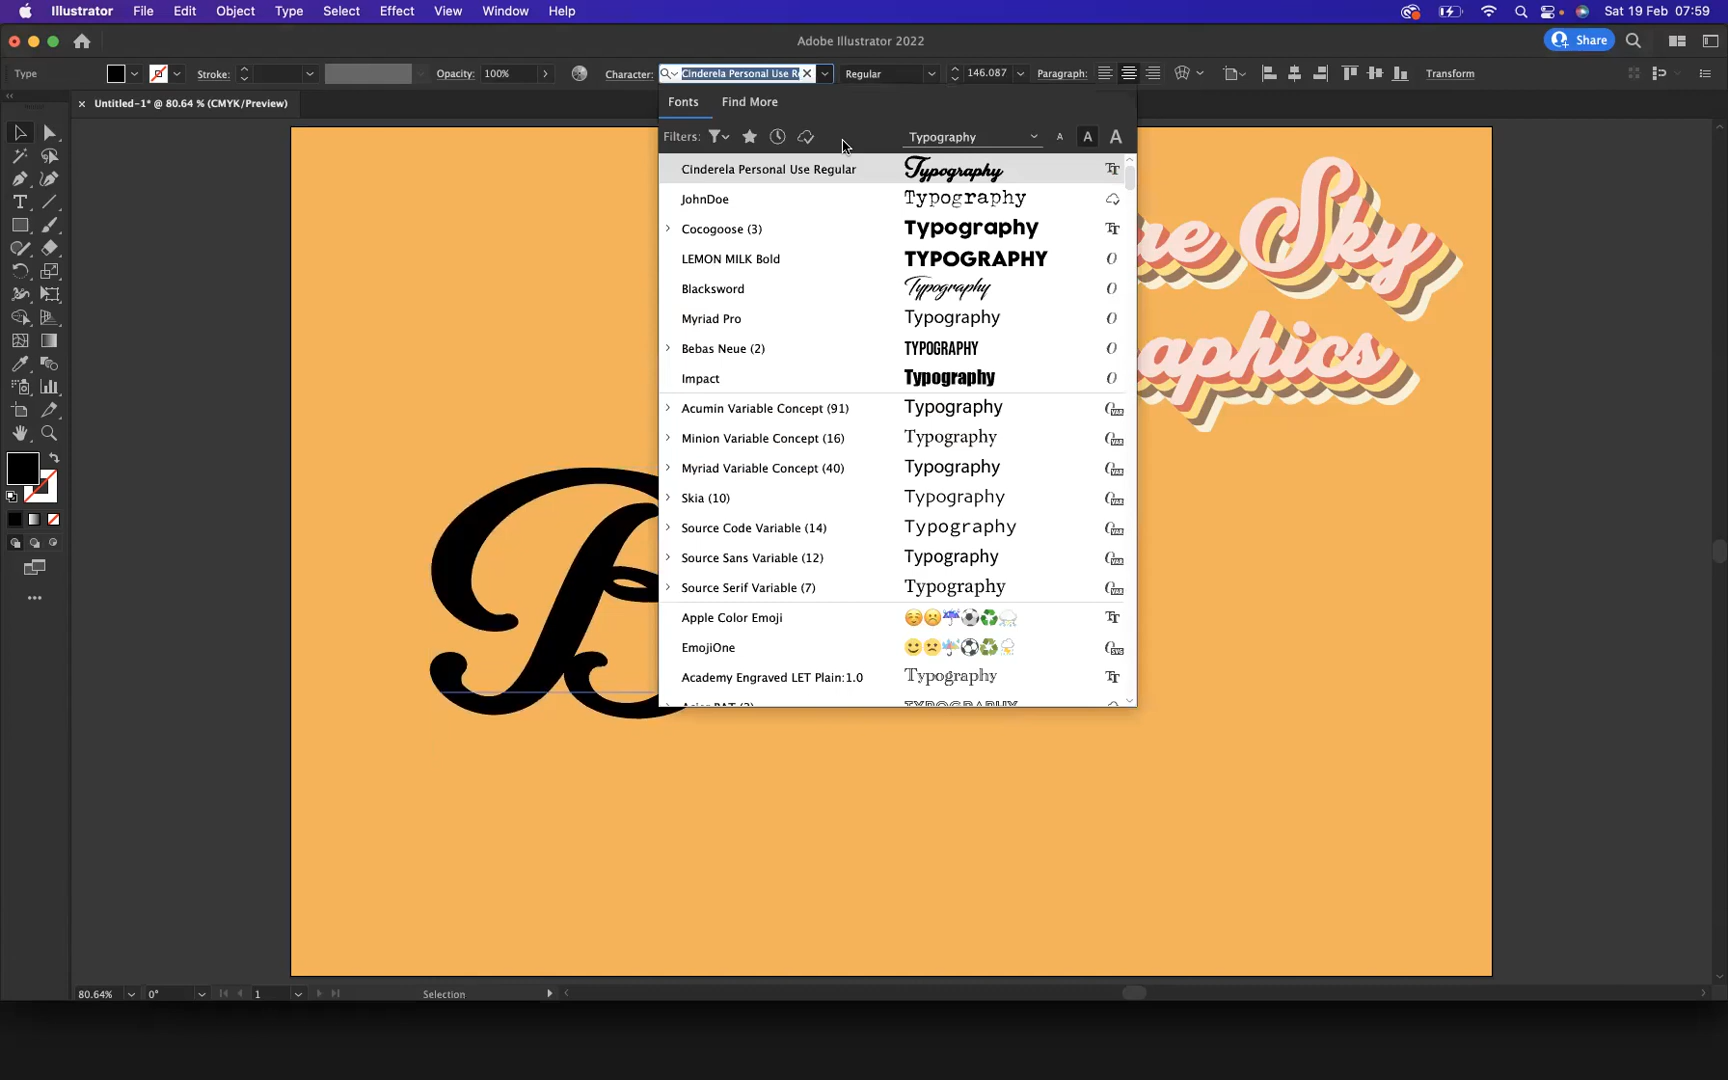 Illustrator File Edit Object Type Select Effect View Window Help Sat 19 Feb 07:59
Adobe Illustrator 2022 Share
Type Stroke: Opacity: 100% Character: Cinderela Personal Use R Regular 146.087 Paragraph: Transform
× Untitled-1* @ 80.64 % (CMYK/Preview)
Fonts Find More
Filters: Typography A A A
Cinderela Personal Use Regular Typography
JohnDoe Typography
Cocogoose (3) Typography
LEMON MILK Bold TYPOGRAPHY
Blacksword Typography
Myriad Pro Typography
Bebas Neue (2) TYPOGRAPHY
Impact Typography
Acumin Variable Concept (91) Typography
Minion Variable Concept (16) Typography
Myriad Variable Concept (40) Typography
Skia (10) Typography
Source Code Variable (14) Typography
Source Sans Variable (12) Typography
Source Serif Variable (7) Typography
Apple Color Emoji
EmojiOne
Academy Engraved LET Plain:1.0 Typography
Sky
aphics
B
80.64% 0° 1 Selection